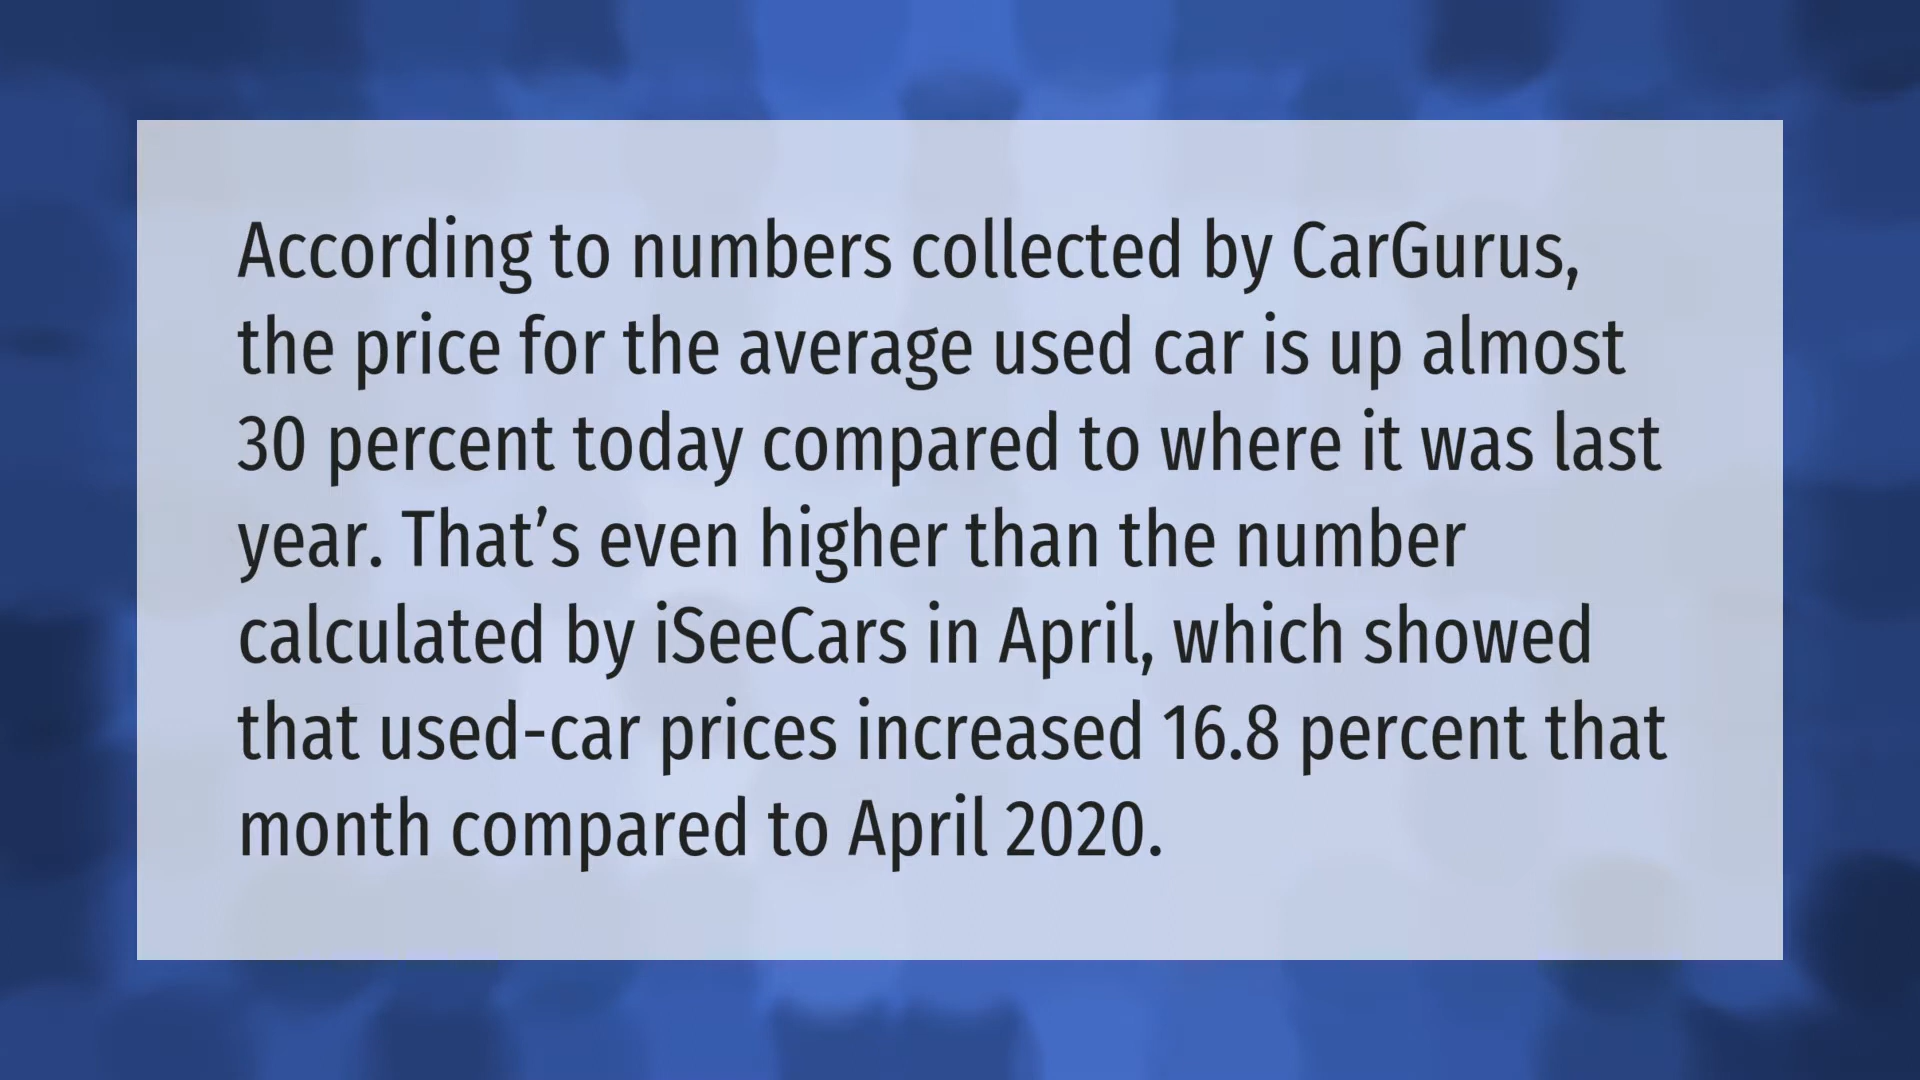 According to numbers collected by CarGurus,
the price for the average used car is up almost
30 percent today compared to where it was last
year. That’s even higher than the number
calculated by iSeeCars in April, which showed
that used-car prices increased 16.8 percent that
month compared to April 2020.